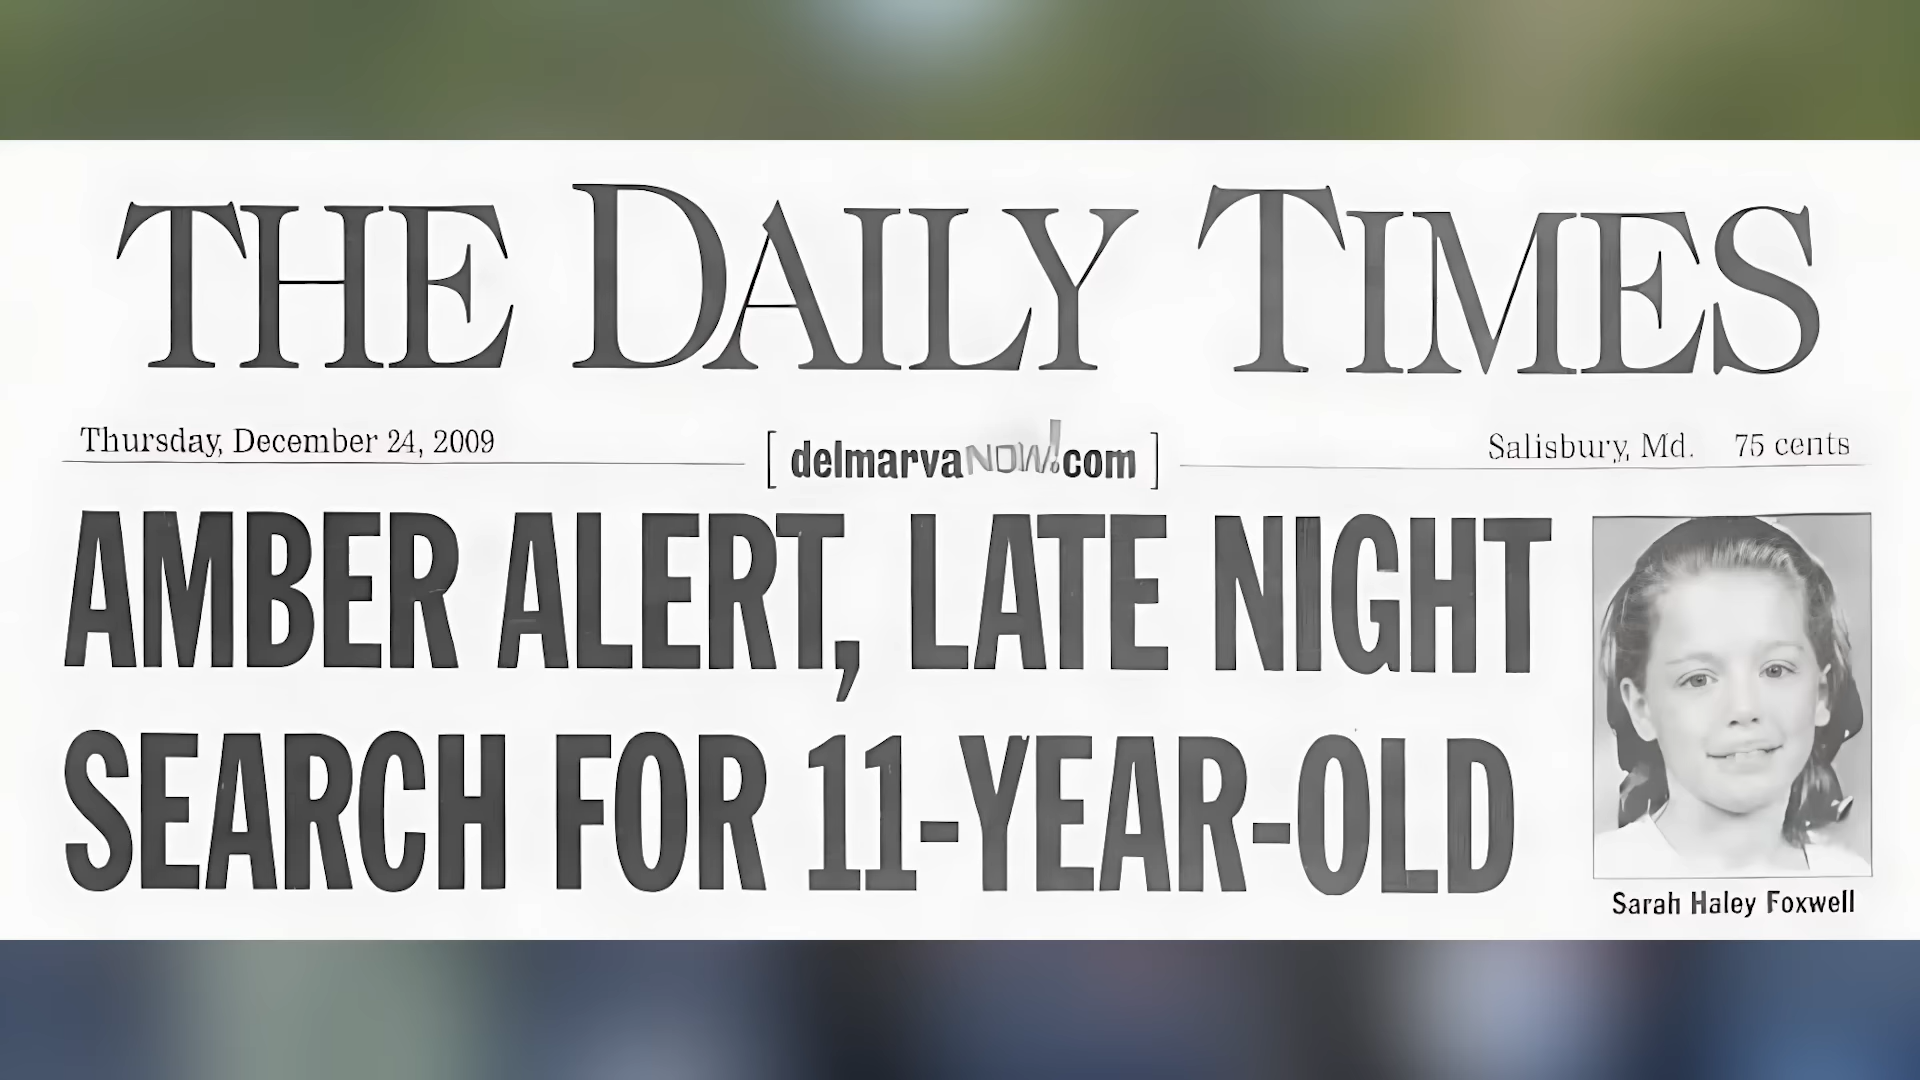 THE DAILY TIMES
Thursday, December 24, 2009
[ delmarvaNOW!.com ]
Salisbury, Md. 75 cents
AMBER ALERT, LATE NIGHT
SEARCH FOR 11-YEAR-OLD
Sarah Haley Foxwell